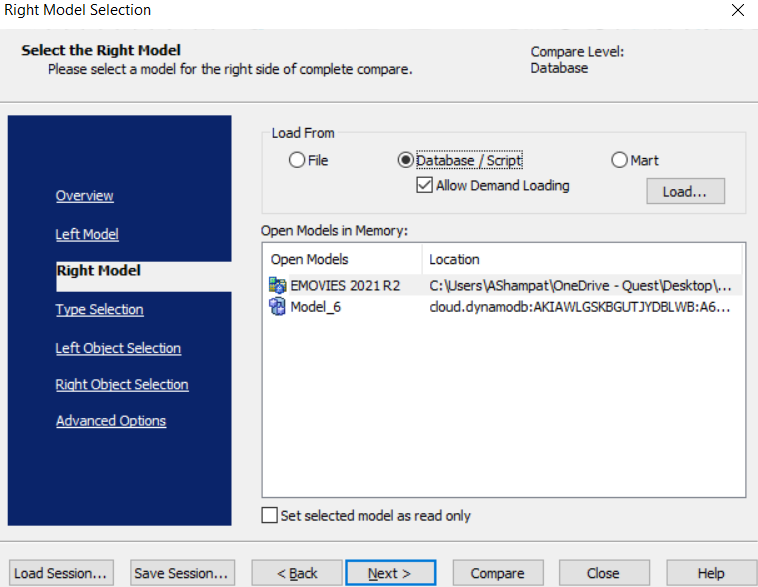 Right Model Selection
Select the Right Model
Please select a model for the right side of complete compare.
Compare Level:
Database
Overview
Left Model
Right Model
Type Selection
Left Object Selection
Right Object Selection
Advanced Options
Load From
File
Database / Script
Mart
Allow Demand Loading
Load...
Open Models in Memory:
Open Models Location
EMOVIES 2021 R2 C:\Users\AShampat\OneDrive - Quest\Desktop\...
Model_6 cloud.dynamodb:AKIAWLGSKBGUTJYDBLWB:A6...
Set selected model as read only
Load Session... Save Session... < Back Next > Compare Close Help